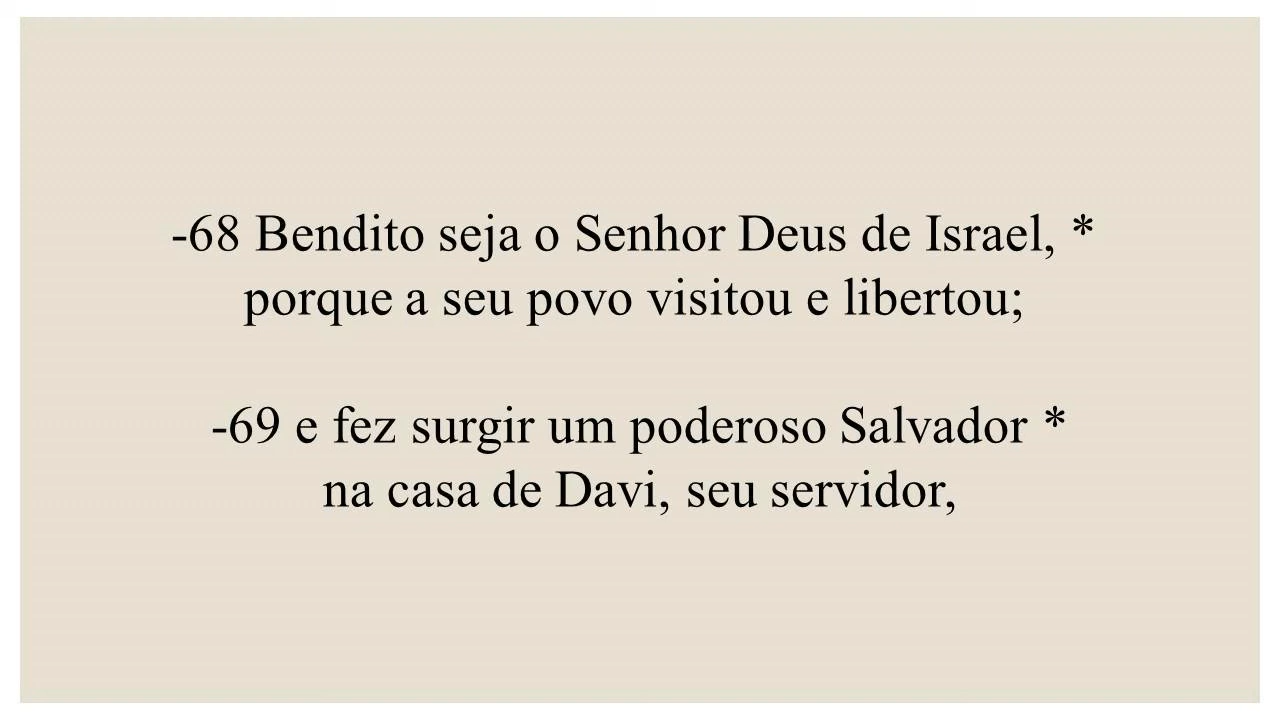 -68 Bendito seja o Senhor Deus de Israel, *
porque a seu povo visitou e libertou;
-69 e fez surgir um poderoso Salvador *
na casa de Davi, seu servidor,